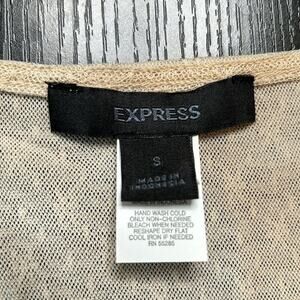 EXPRESS
S
MADE IN
INDONESIA
HAND WASH COLD
ONLY NON-CHLORINE
BLEACH WHEN NEEDED
RESHAPE DRY FLAT
COOL IRON IF NEEDED
RN 55285